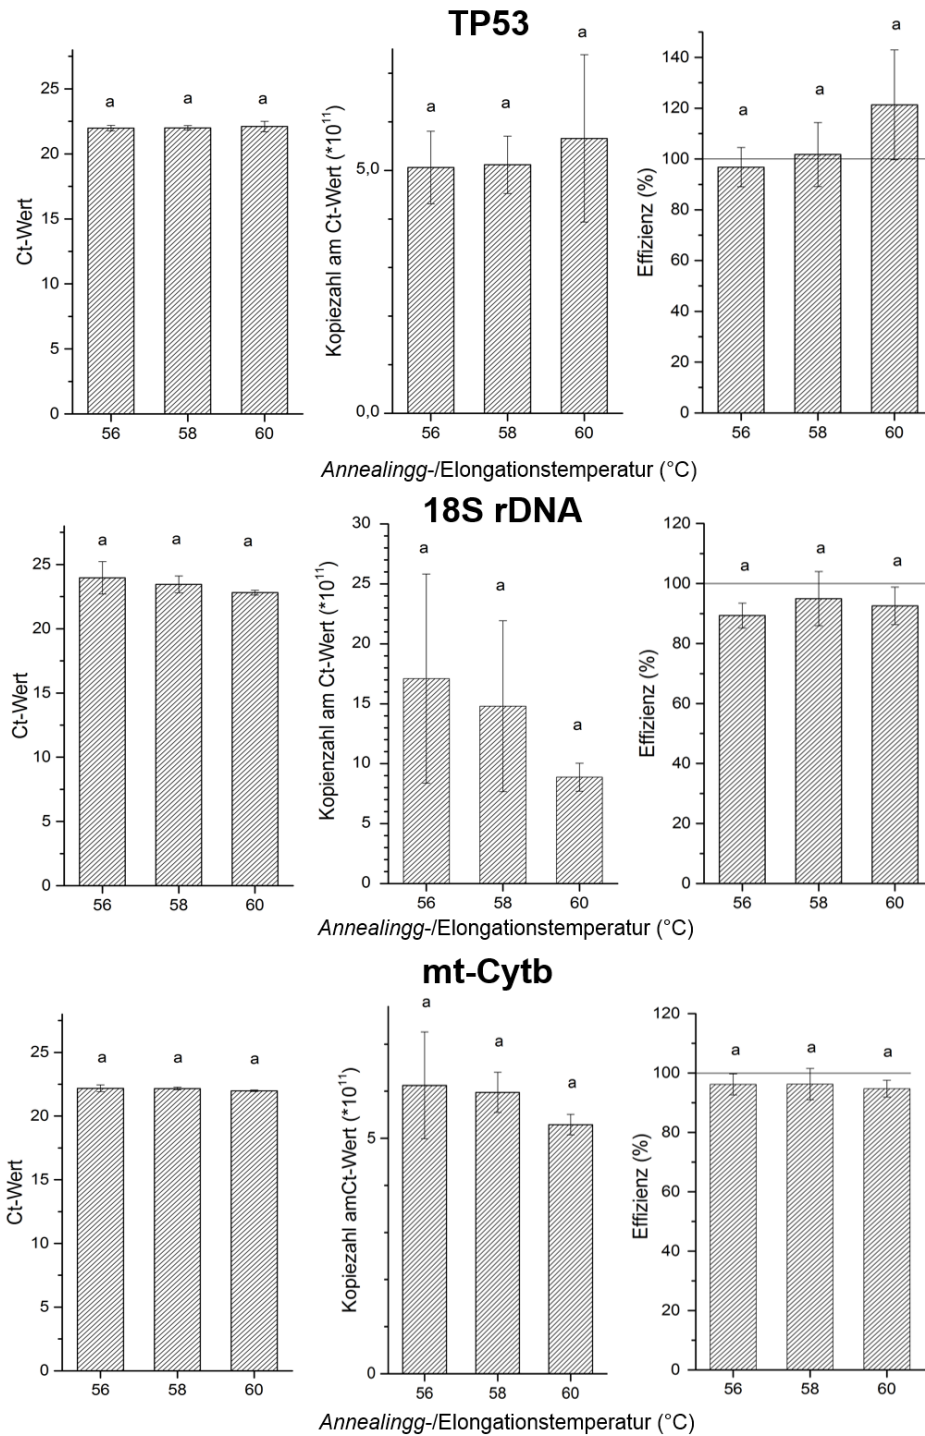 TP53
Ct-Wert
25
20
15
10
5
0
a
a
a
56
58
60
Kopiezahl am Ct-Wert (*10¹¹)
5,0
0,0
a
a
a
56
58
60
Effizienz (%)
140
120
100
80
60
40
20
0
a
a
a
56
58
60
Annealingg-/Elongationstemperatur (°C)
18S rDNA
Ct-Wert
25
20
15
10
5
0
a
a
a
56
58
60
Kopienzahl am Ct-Wert (*10¹¹)
30
25
20
15
10
5
0
a
a
a
56
58
60
Effizienz (%)
120
100
80
60
40
20
0
a
a
a
56
58
60
Annealingg-/Elongationstemperatur (°C)
mt-Cytb
Ct-Wert
25
20
15
10
5
0
a
a
a
56
58
60
Kopiezahl amCt-Wert (*10¹¹)
5
0
a
a
a
56
58
60
Effizienz (%)
120
100
80
60
40
20
0
a
a
a
56
58
60
Annealingg-/Elongationstemperatur (°C)